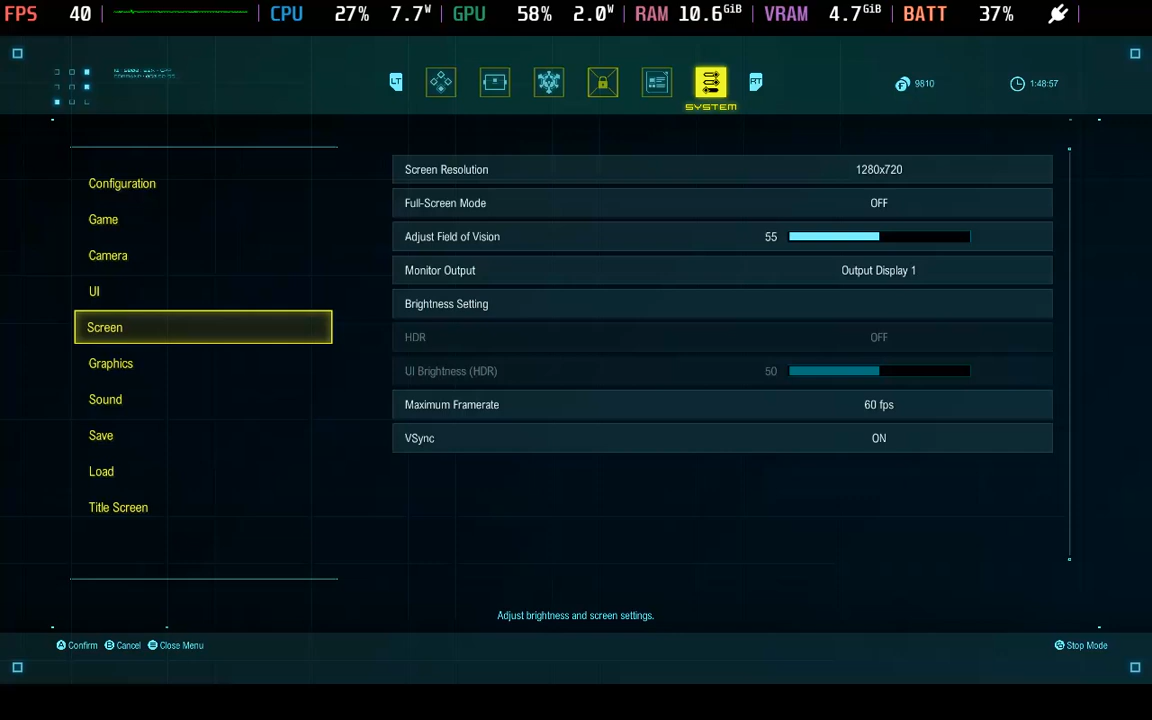 FPS 40 CPU 27% 7.7W GPU 58% 2.0W RAM 10.6GiB VRAM 4.7GiB BATT 37%
LT RT
SYSTEM
9810 1:48:57
Configuration
Game
Camera
UI
Screen
Graphics
Sound
Save
Load
Title Screen
Screen Resolution 1280x720
Full-Screen Mode OFF
Adjust Field of Vision 55
Monitor Output Output Display 1
Brightness Setting
HDR OFF
UI Brightness (HDR) 50
Maximum Framerate 60 fps
VSync ON
Adjust brightness and screen settings.
A Confirm B Cancel Close Menu Stop Mode